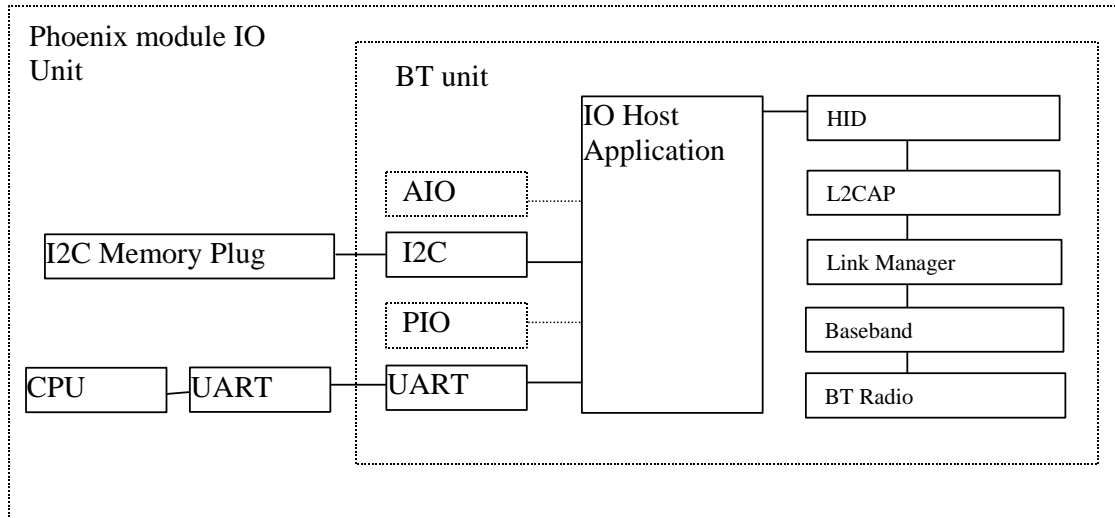 Phoenix module IO
Unit
BT unit
IO Host
Application
HID
AIO
L2CAP
I2C Memory Plug
I2C
Link Manager
PIO
Baseband
CPU
UART
UART
BT Radio